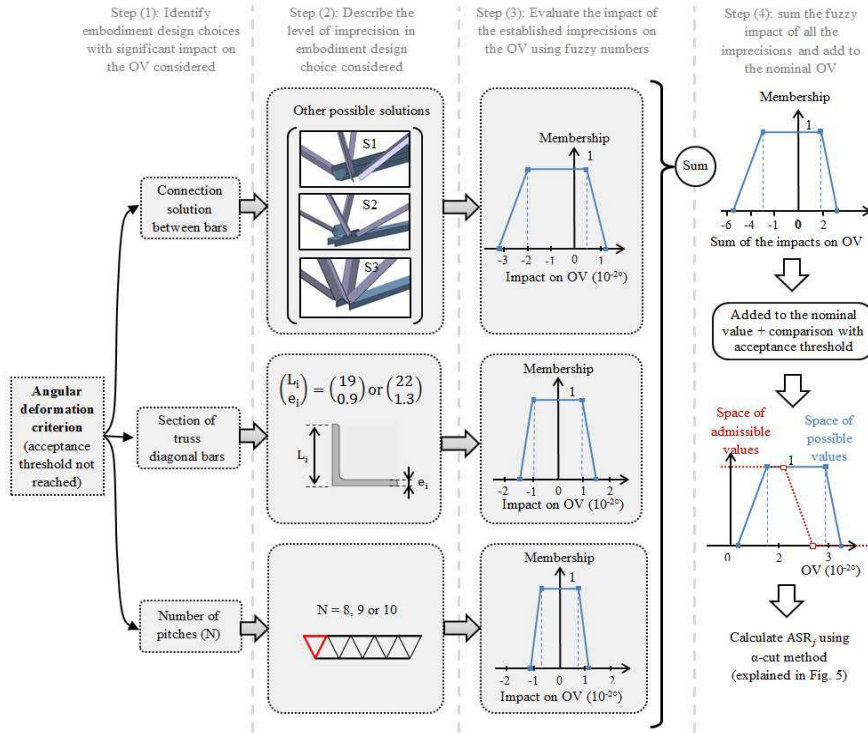 Step (1): Identify
embodiment design choices
with significant impact on
the OV considered
Step (2): Describe the
level of imprecision in
embodiment design
choice considered
Step (3): Evaluate the impact of
the established imprecisions on
the OV using fuzzy numbers
Step (4): sum the fuzzy
impact of all the
imprecisions and add to
the nominal OV
Angular
deformation
criterion
(acceptance
threshold not
reached)
Connection
solution
between bars
Other possible solutions
S1
S2
S3
Membership
1
-3 -2 -1 0 1
Impact on OV (10⁻²°)
Section of
truss
diagonal bars
(Lᵢ eᵢ) = (19 0.9) or (22 1.3)
Lᵢ
eᵢ
Membership
1
-2 -1 0 1 2
Impact on OV (10⁻²°)
Number of
pitches (N)
N = 8, 9 or 10
Membership
1
-2 -1 0 1 2
Impact on OV (10⁻²°)
Sum
Membership
1
-6 -4 -2 0 2
Sum of the impacts on OV
Added to the nominal
value + comparison with
acceptance threshold
Space of
admissible
values
Space of
possible
values
1
0 2 3
OV (10⁻²°)
Calculate ASRⱼ using
α-cut method
(explained in Fig. 5)